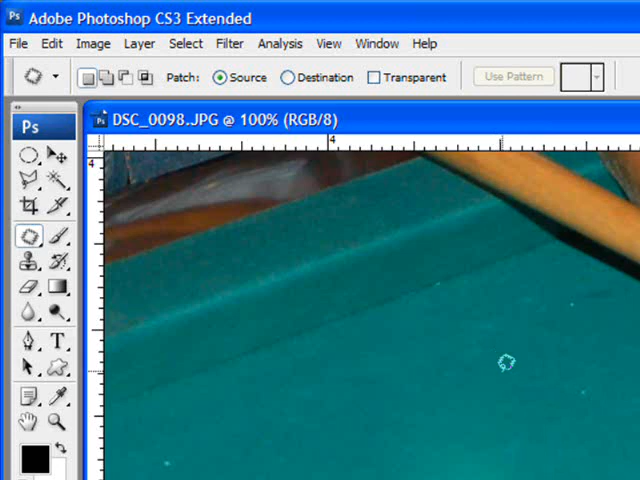 Ps Adobe Photoshop CS3 Extended
File Edit Image Layer Select Filter Analysis View Window Help
Patch: Source Destination Transparent Use Pattern
Ps
DSC_0098.JPG @ 100% (RGB/8)
4
4
T